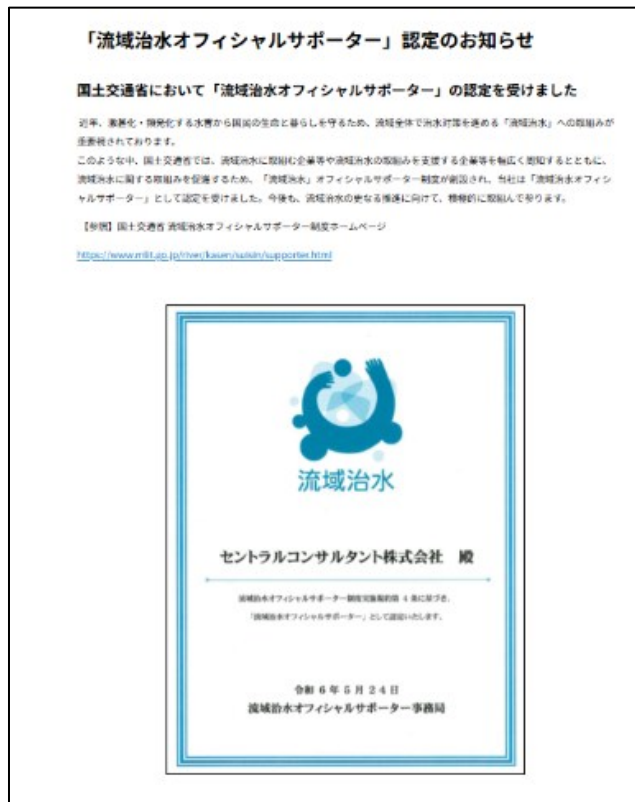 「流域治水オフィシャルサポーター」認定のお知らせ
国土交通省において「流域治水オフィシャルサポーター」の認定を受けました
近年、激甚化・頻発化する水害から国民の生命と暮らしを守るため、流域全体で治水対策を進める「流域治水」への取組みが
重要視されております。
このような中、国土交通省では、流域治水に取組む企業等や流域治水の取組みを支援する企業等を幅広く周知するとともに、
流域治水に関する取組みを促進するため、「流域治水」オフィシャルサポーター制度が創設され、当社は「流域治水オフィシ
ャルサポーター」として認定を受けました。今後も、流域治水の更なる推進に向けて、積極的に取組んで参ります。
【参照】国土交通省 流域治水オフィシャルサポーター制度ホームページ
https://www.mlit.go.jp/river/kasen/suisin/supporter.html
流域治水
セントラルコンサルタント株式会社 殿
流域治水オフィシャルサポーター制度実施規約第 4 条に基づき、
「流域治水オフィシャルサポーター」として認定いたします。
令和 6 年 5 月 2 4 日
流域治水オフィシャルサポーター事務局